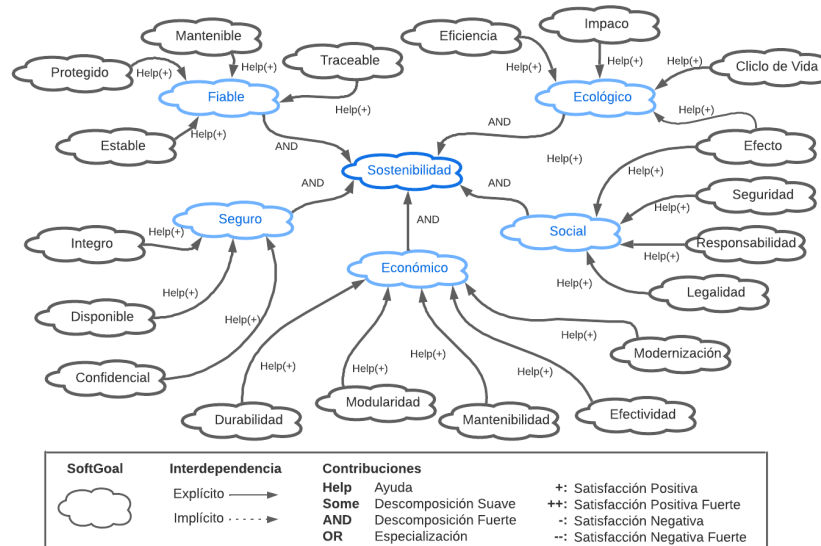 Impaco
Mantenible
Eficiencia
Traceable
Help(+)
Help(+)
Help(+)
Cliclo de Vida
Protegido
Help(+)
Help(+)
Help(+)
Fiable
Ecológico
Help(+)
Help(+)
AND
Help(+)
Estable
AND
Efecto
Help(+)
Sostenibilidad
AND
AND
Help(+)
Seguridad
Help(+)
Seguro
AND
Social
Help(+)
Integro
Responsabilidad
Help(+)
Económico
Help(+)
Legalidad
Help(+)
Disponible
Help(+)
Help(+)
Help(+)
Help(+)
Modernización
Help(+)
Help(+)
Help(+)
Confidencial
Modularidad
Durabilidad
Mantenibilidad
Efectividad
SoftGoal
Interdependencia
Explícito
Implícito
Contribuciones
Help Ayuda
Some Descomposición Suave
AND Descomposición Fuerte
OR Especialización
+: Satisfacción Positiva
++: Satisfacción Positiva Fuerte
-: Satisfacción Negativa
--: Satisfacción Negativa Fuerte